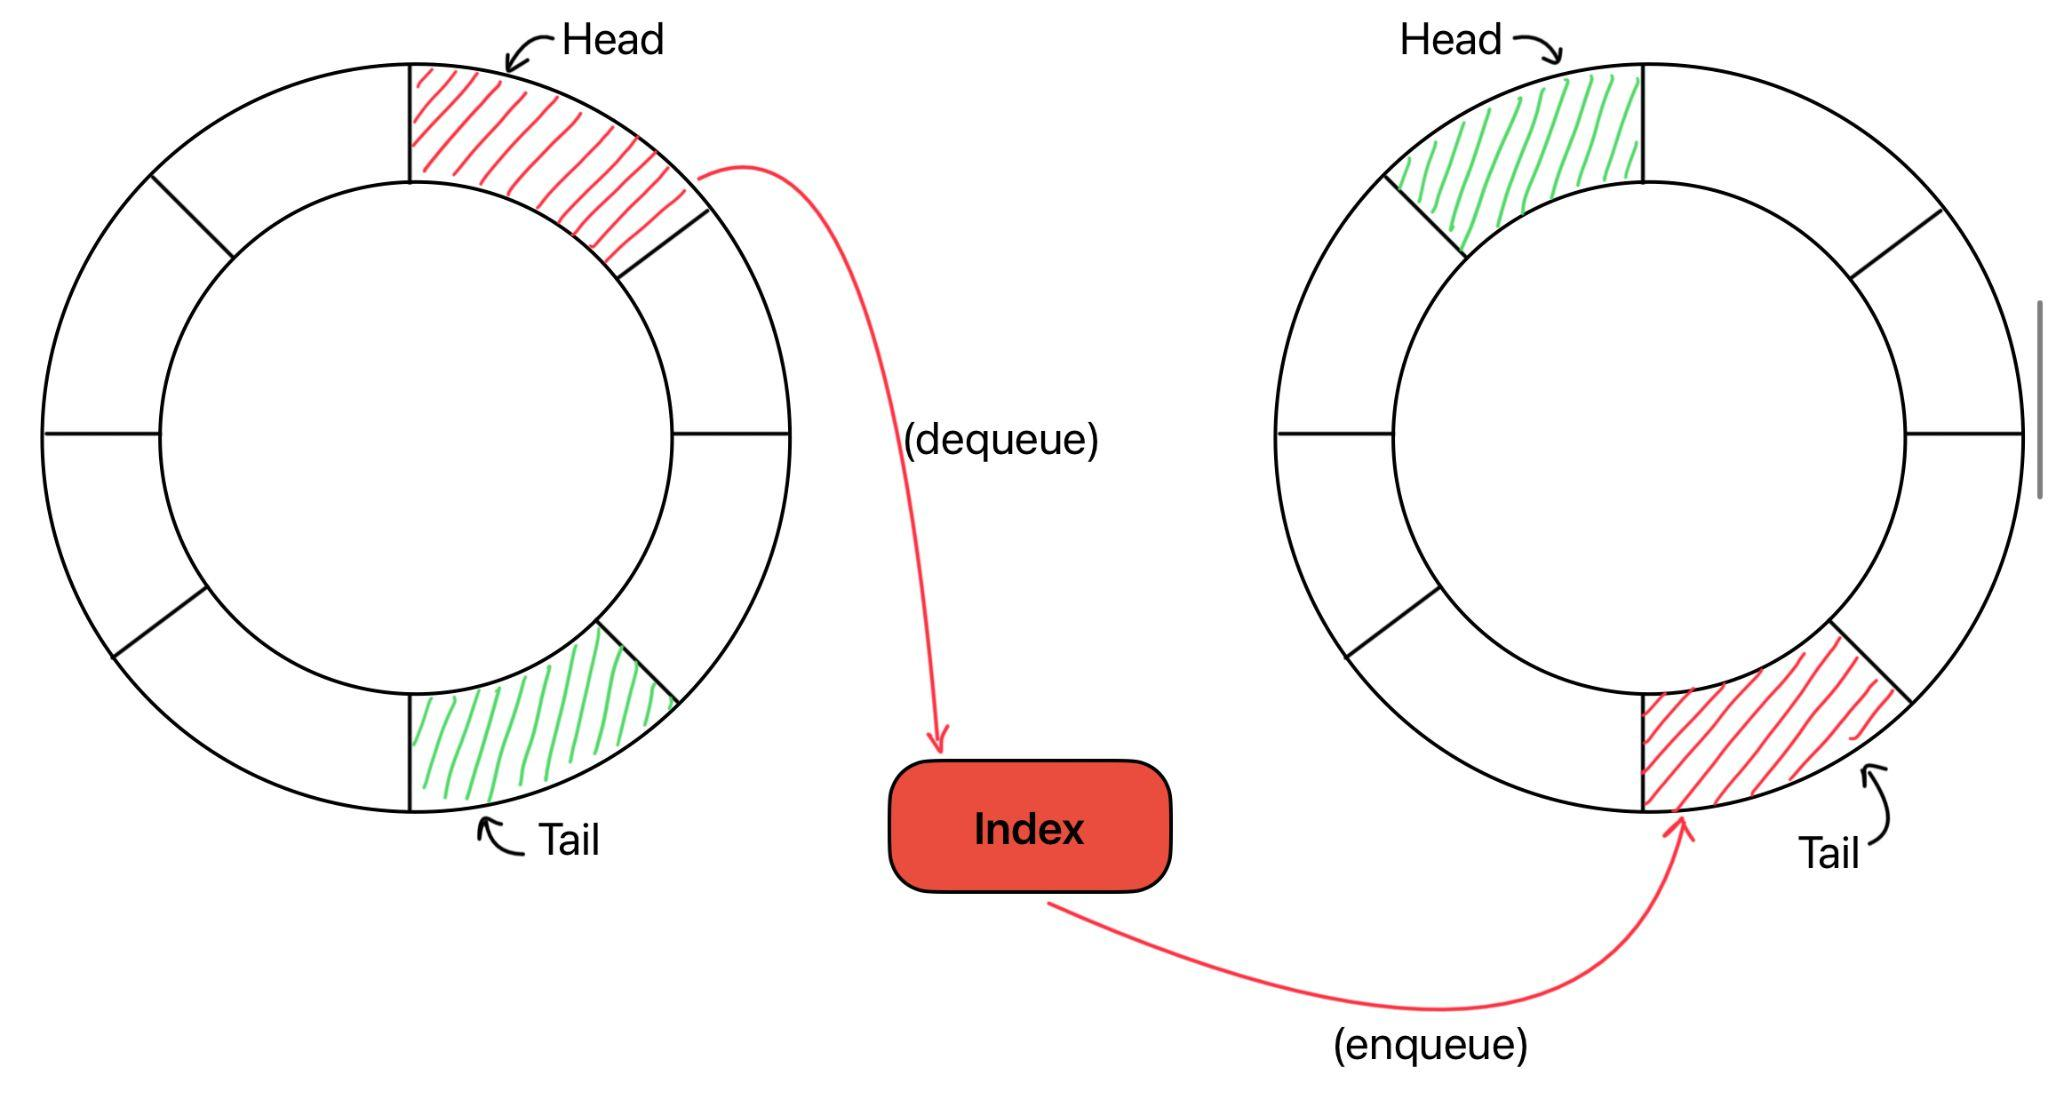 Head
Head
(dequeue)
Index
Tail
Tail
(enqueue)